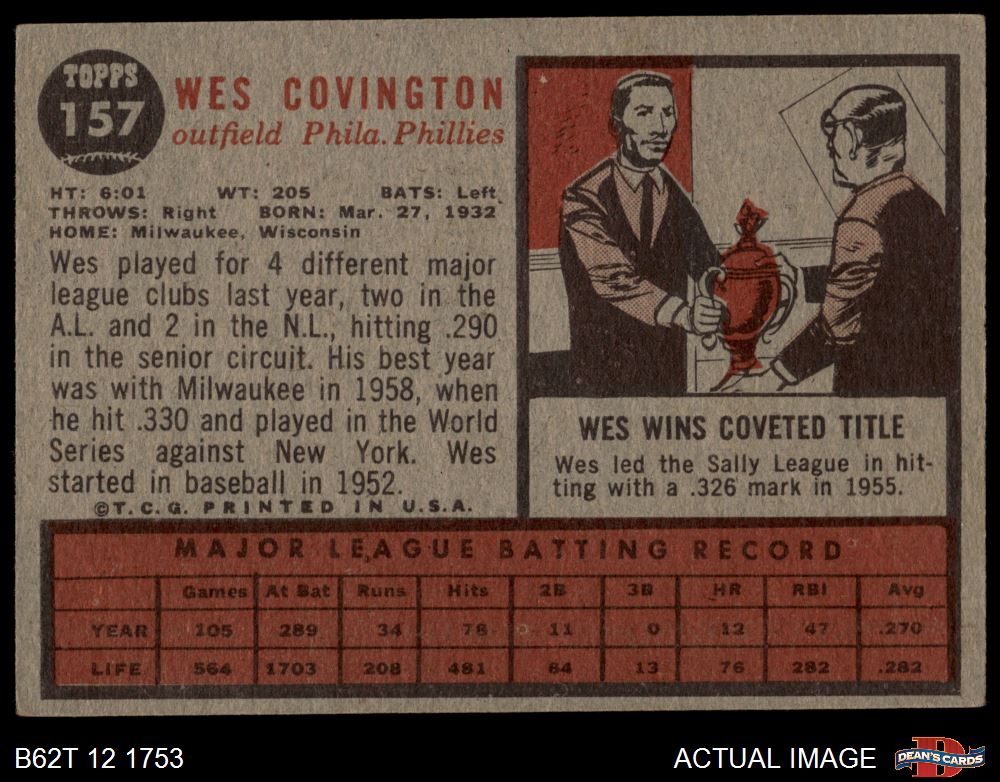 TOPPS
157
WES COVINGTON
outfield Phila. Phillies
HT: 6:01 WT: 205 BATS: Left
THROWS: Right BORN: Mar. 27, 1932
HOME: Milwaukee, Wisconsin
Wes played for 4 different major
league clubs last year, two in the
A.L. and 2 in the N.L., hitting .290
in the senior circuit. His best year
was with Milwaukee in 1958, when
he hit .330 and played in the World
Series against New York. Wes
started in baseball in 1952.
©T.C.G. PRINTED IN U.S.A.
WES WINS COVETED TITLE
Wes led the Sally League in hit-
ting with a .326 mark in 1955.
MAJOR LEAGUE BATTING RECORD
Games At Bat Runs Hits 2B 3B HR RBI Avg
YEAR 105 289 34 78 11 0 12 47 .270
LIFE 564 1703 208 481 64 13 76 282 .282
B62T 12 1753
ACTUAL IMAGE
D
DEAN'S CARDS